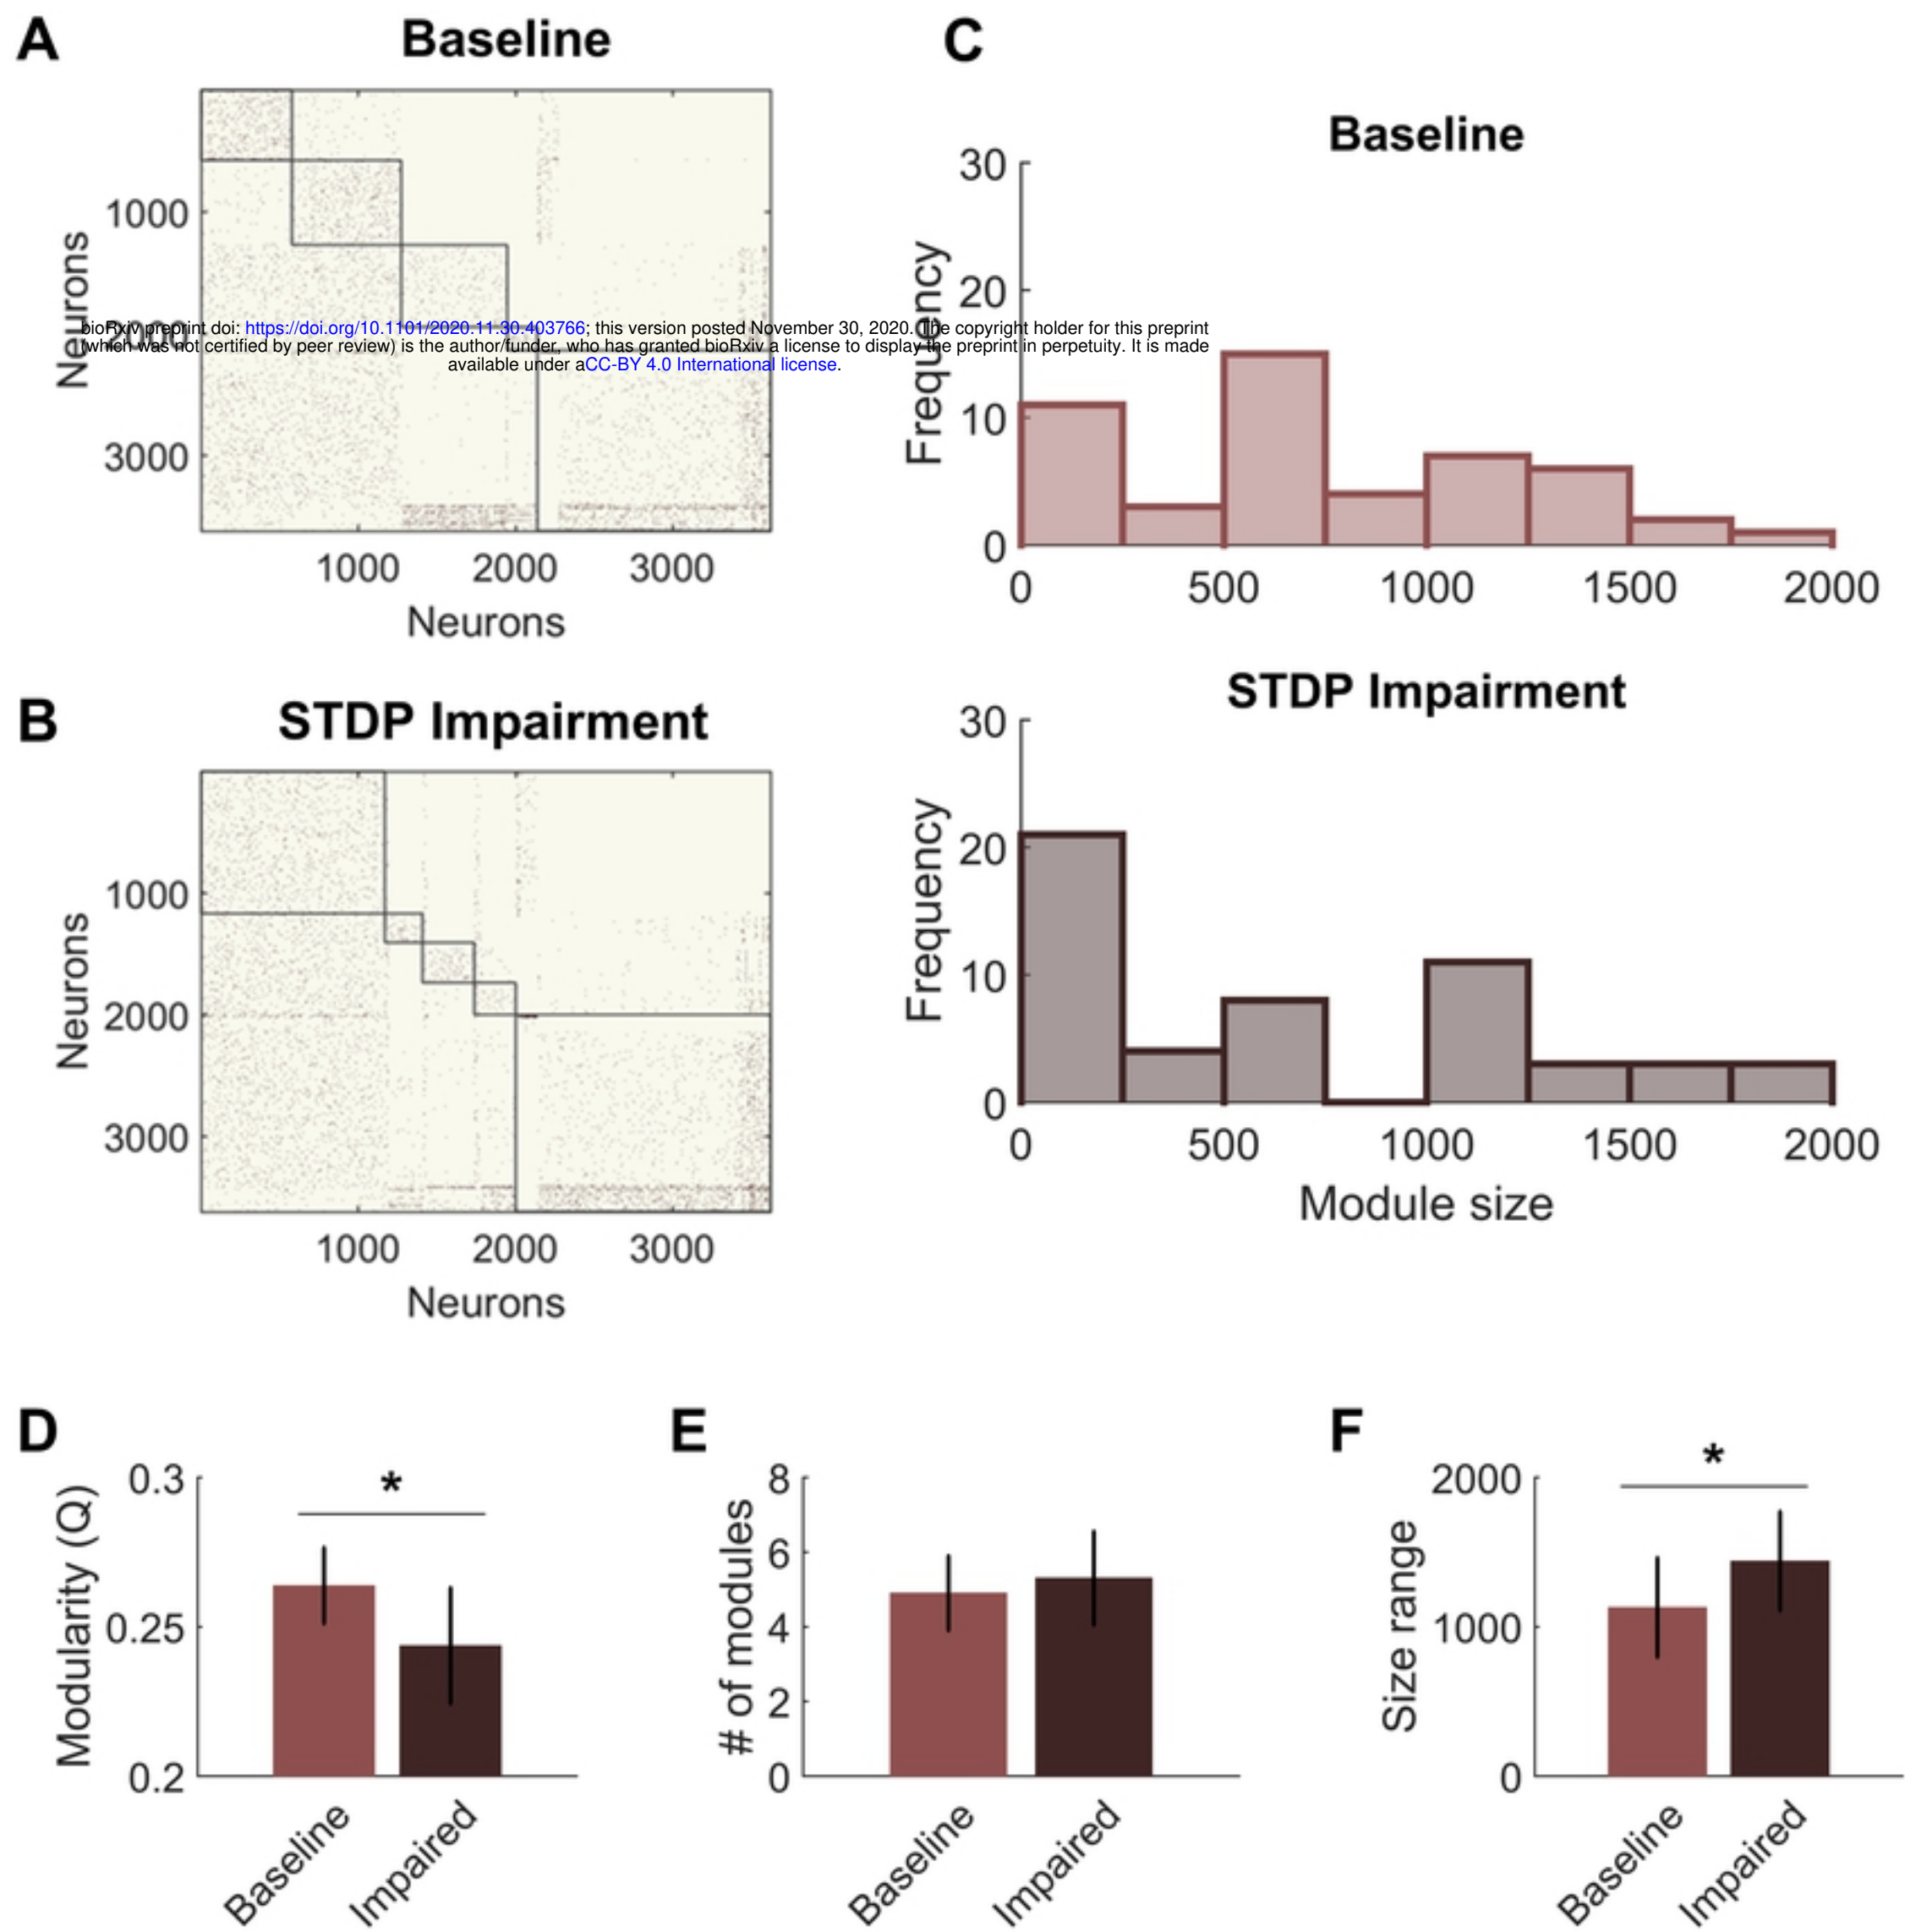 A
Baseline
Neurons
1000
2000
3000
1000 2000 3000
Neurons
bioRxiv preprint doi: https://doi.org/10.1101/2020.11.30.403766; this version posted November 30, 2020. The copyright holder for this preprint
(which was not certified by peer review) is the author/funder, who has granted bioRxiv a license to display the preprint in perpetuity. It is made
available under aCC-BY 4.0 International license.
B
STDP Impairment
Neurons
1000
2000
3000
1000 2000 3000
Neurons
C
Baseline
Frequency
30
20
10
0
0 500 1000 1500 2000
STDP Impairment
Frequency
30
20
10
0
0 500 1000 1500 2000
Module size
D
Modularity (Q)
0.3
0.25
0.2
*
Baseline
Impaired
E
# of modules
8
6
4
2
0
Baseline
Impaired
F
Size range
2000
1000
0
*
Baseline
Impaired